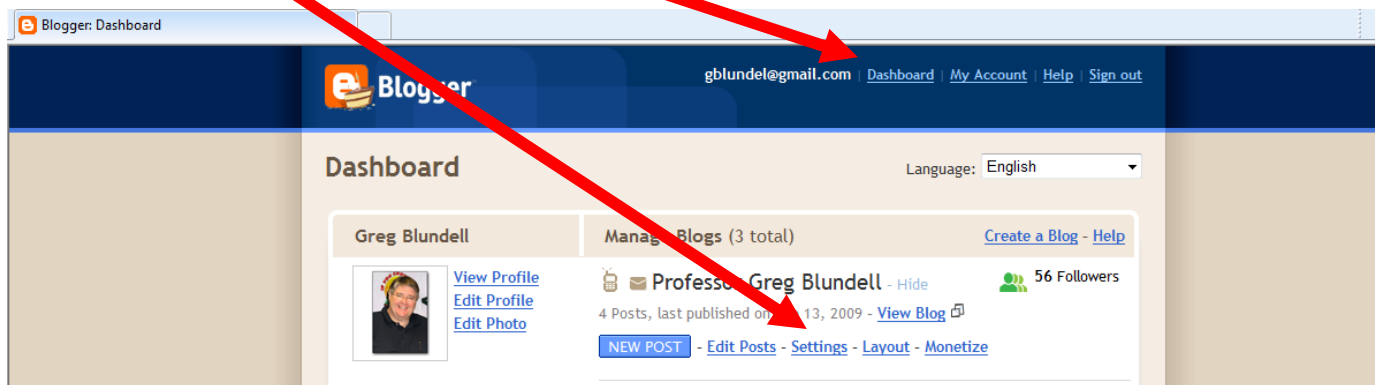 Blogger: Dashboard
Blogger
gblundel@gmail.com | Dashboard | My Account | Help | Sign out
Dashboard
Language: English
Greg Blundell
Manage Blogs (3 total)
Create a Blog - Help
View Profile
Edit Profile
Edit Photo
Professor Greg Blundell - Hide
56 Followers
4 Posts, last published on 13, 2009 - View Blog
NEW POST - Edit Posts - Settings - Layout - Monetize